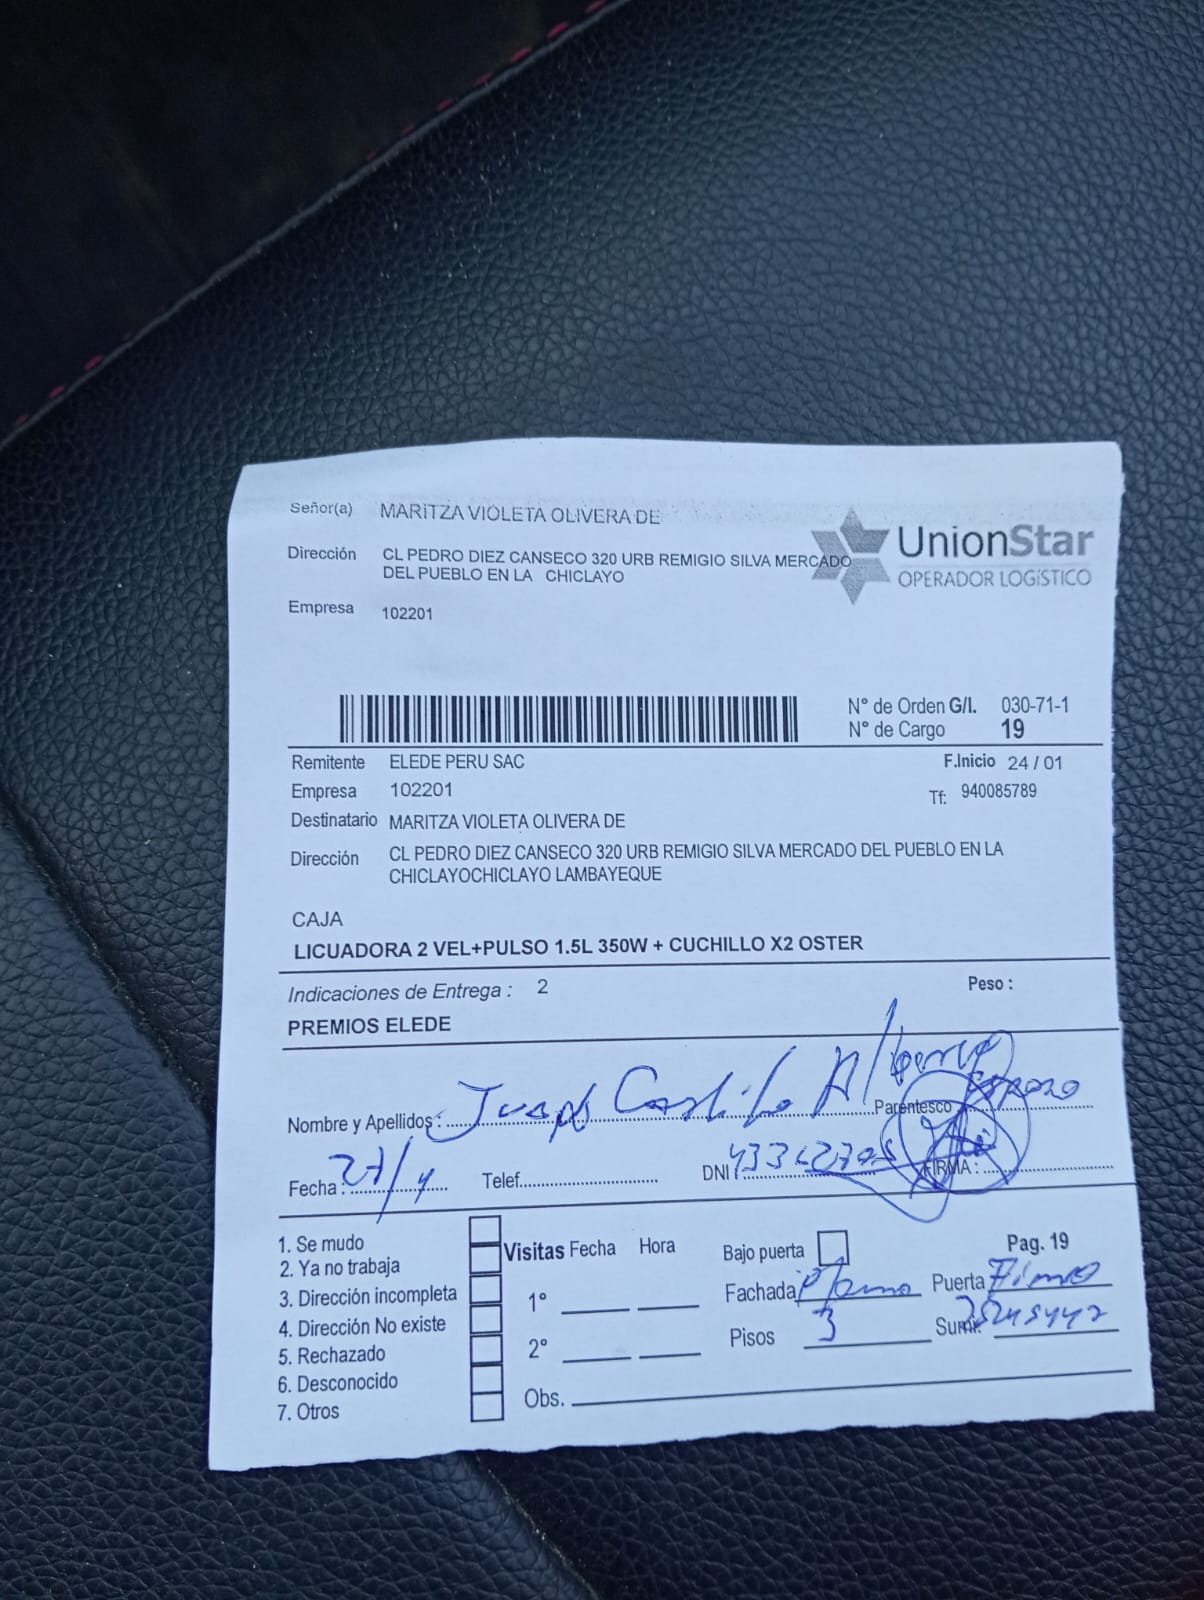 Señor(a) MARITZA VIOLETA OLIVERA DE
UnionStar
OPERADOR LOGÍSTICO
Dirección CL PEDRO DIEZ CANSECO 320 URB REMIGIO SILVA MERCADO
DEL PUEBLO EN LA CHICLAYO
Empresa 102201
N° de Orden G/I. 030-71-1
N° de Cargo 19
Remitente ELEDE PERU SAC F.Inicio 24 / 01
Empresa 102201 Tf: 940085789
Destinatario MARITZA VIOLETA OLIVERA DE
Dirección CL PEDRO DIEZ CANSECO 320 URB REMIGIO SILVA MERCADO DEL PUEBLO EN LA
CHICLAYOCHICLAYO LAMBAYEQUE
CAJA
LICUADORA 2 VEL+PULSO 1.5L 350W + CUCHILLO X2 OSTER
Indicaciones de Entrega : 2 Peso :
PREMIOS ELEDE
Nombre y Apellidos : Castillo Parentesco Esposo
Fecha : 27/ Telef. DNI FIRMA :
1. Se mudo
2. Ya no trabaja
3. Dirección incompleta
4. Dirección No existe
5. Rechazado
6. Desconocido
7. Otros
Visitas Fecha Hora
1°
2°
Obs.
Bajo puerta Pag. 19
Fachada Puerta
Pisos 3 Sumi.